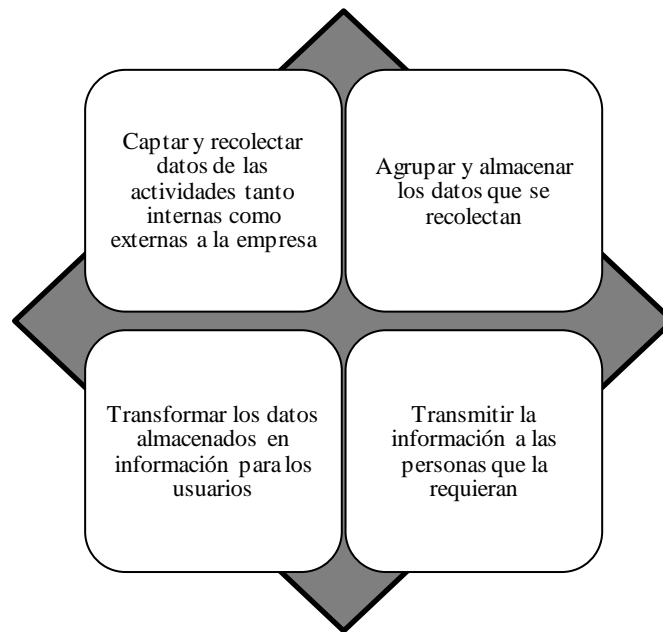 Captar y recolectar
datos de las
actividades tanto
internas como
externas a la empresa
Agrupar y almacenar
los datos que se
recolectan
Transformar los datos
almacenados en
información para los
usuarios
Transmitir la
información a las
personas que la
requieran